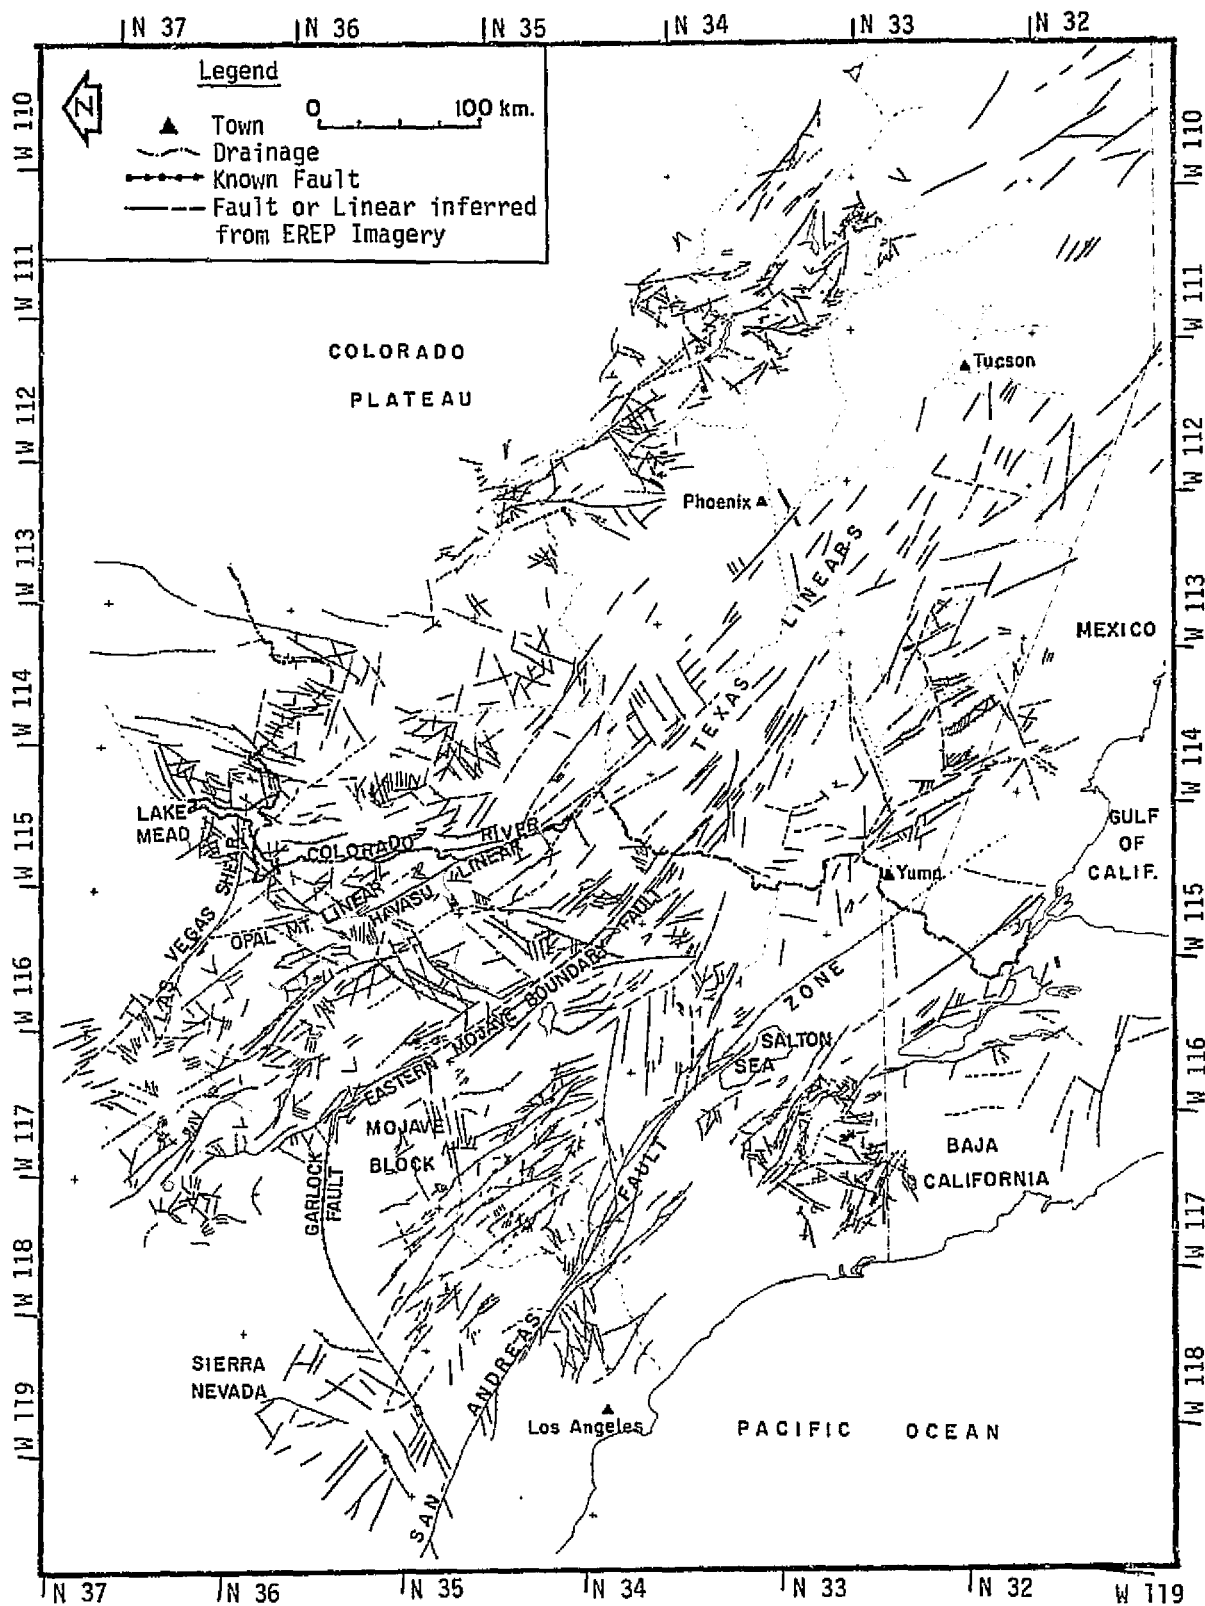 N 37
N 36
N 35
N 34
N 33
N 32
Legend
N
0
100 km.
Town
Drainage
Known Fault
Fault or Linear inferred
from EREP Imagery
W 110
W 111
W 112
W 113
W 114
W 115
W 116
W 117
W 118
W 119
W 110
W 111
W 112
W 113
W 114
W 115
W 116
W 117
W 118
COLORADO
PLATEAU
Tucson
Phoenix
TEXAS LINEARS
MEXICO
LAKE
MEAD
COLORADO RIVER
LINEAR
HAVASU
OPAL MT. LINEAR
LAS VEGAS SHEAR
GULF
OF
CALIF.
Yuma
EASTERN MOJAVE BOUNDARY FAULT
ZONE
SALTON
SEA
MOJAVE
BLOCK
GARLOCK
FAULT
BAJA
CALIFORNIA
SAN ANDREAS FAULT
SIERRA
NEVADA
Los Angeles
PACIFIC OCEAN
N 37
N 36
N 35
N 34
N 33
N 32
W 119